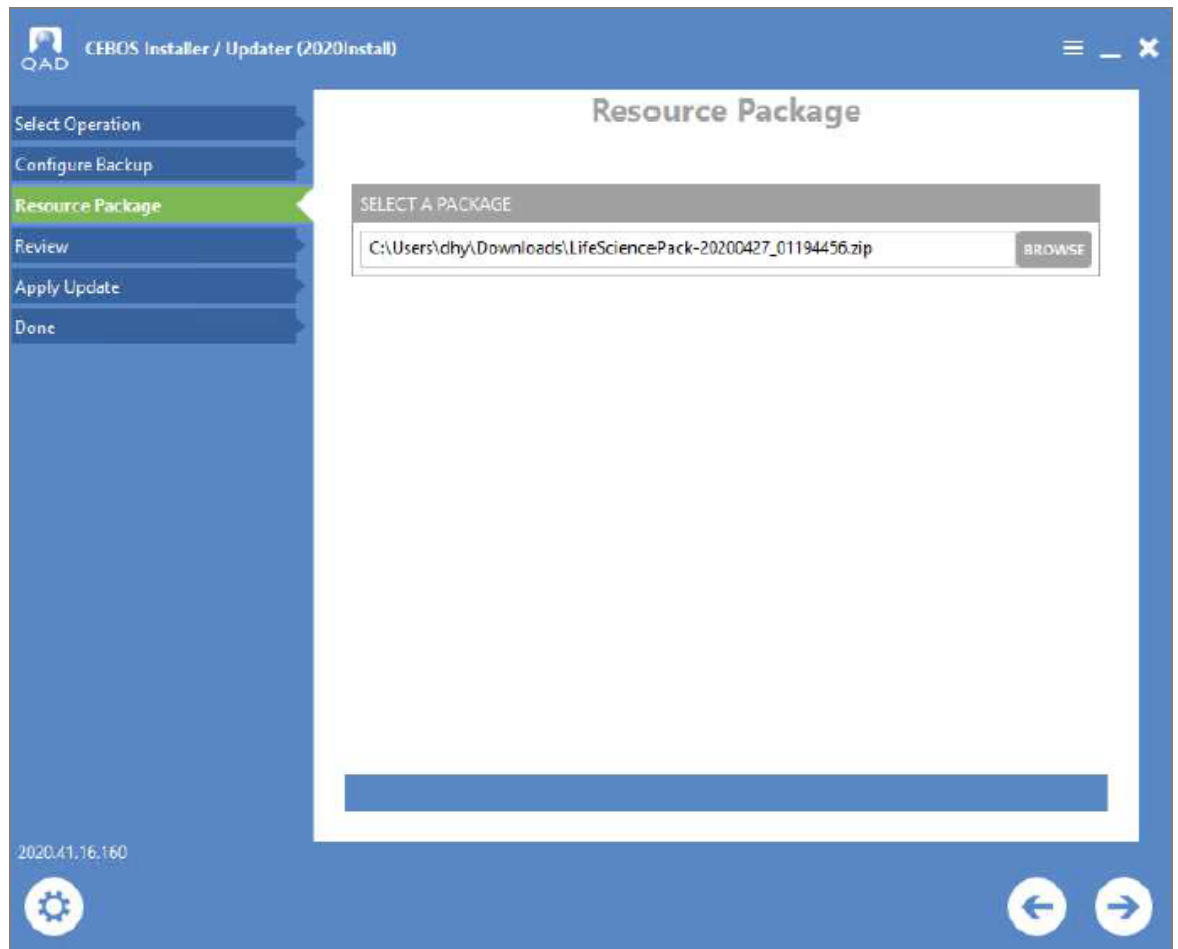 QAD
CEBOS Installer / Updater (2020Install)
Select Operation
Configure Backup
Resource Package
Review
Apply Update
Done
Resource Package
SELECT A PACKAGE
C:\Users\dhy\Downloads\LifeSciencePack-20200427_01194456.zip
BROWSE
2020.41.16.160